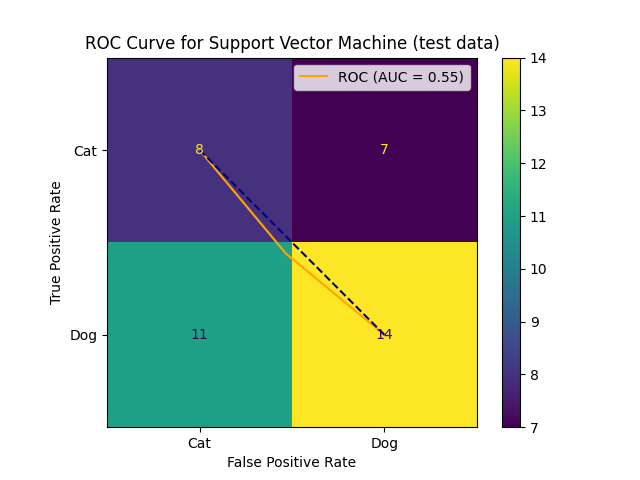 ROC Curve for Support Vector Machine (test data)
ROC (AUC = 0.55)
True Positive Rate
Cat
Dog
8
7
11
14
Cat
Dog
False Positive Rate
14
13
12
11
10
9
8
7